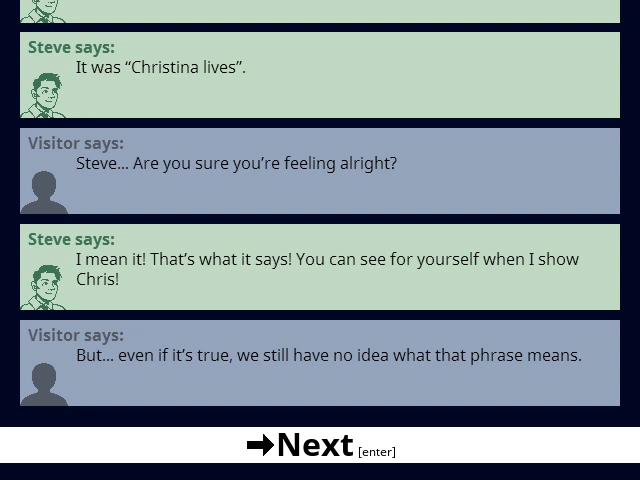 Steve says:
It was “Christina lives”.
Visitor says:
Steve... Are you sure you’re feeling alright?
Steve says:
I mean it! That’s what it says! You can see for yourself when I show
Chris!
Visitor says:
But... even if it’s true, we still have no idea what that phrase means.
Next [enter]